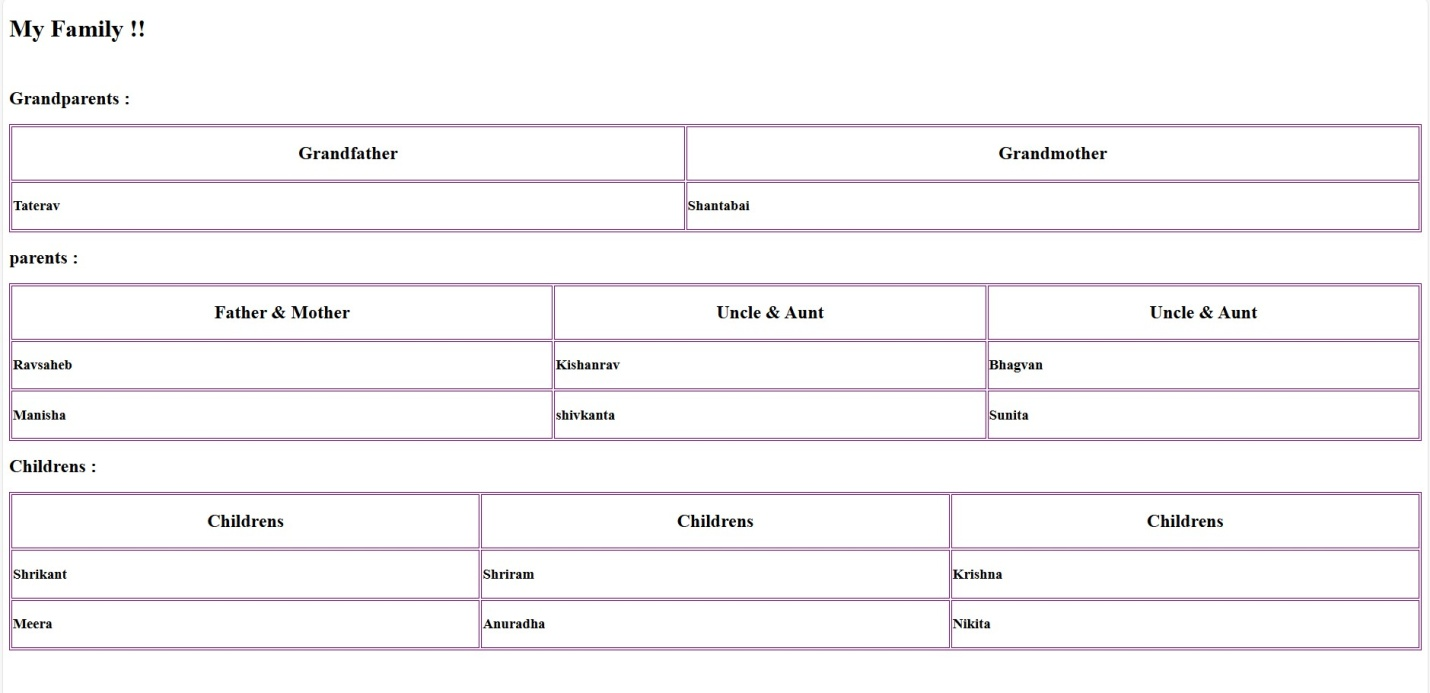 My Family !!
Grandparents :
Grandfather Grandmother
Taterav Shantabai
parents :
Father & Mother Uncle & Aunt Uncle & Aunt
Ravsaheb Kishanrav Bhagvan
Manisha shivkanta Sunita
Childrens :
Childrens Childrens Childrens
Shrikant Shriram Krishna
Meera Anuradha Nikita